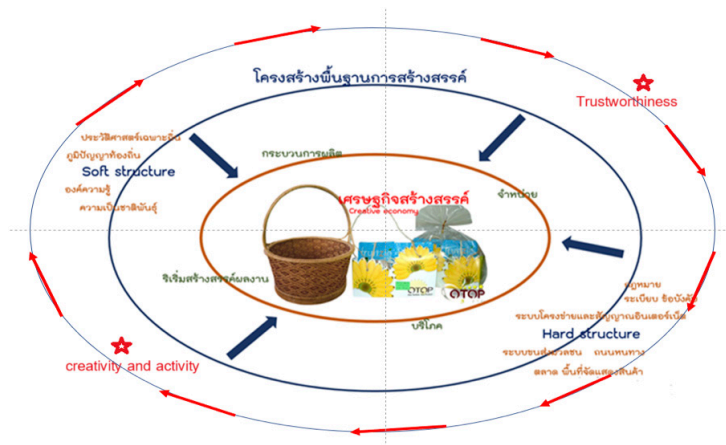 โครงสร้างพื้นฐานการสร้างสรรค์
Trustworthiness
ประวัติศาสตร์เฉพาะถิ่น
ภูมิปัญญาท้องถิ่น
Soft structure
องค์ความรู้
ความเป็นชาติพันธุ์
กระบวนการผลิต
เศรษฐกิจสร้างสรรค์
Creative economy
จำหน่าย
ริเริ่มสร้างสรรค์ผลงาน
OTOP
OTOP
บริโภค
กฎหมาย
ระเบียบ ข้อบังคับ
ระบบโครงข่ายและสัญญาณอินเตอร์เน็ต
Hard structure
ระบบขนส่งมวลชน ถนนหนทาง
ตลาด พื้นที่จัดแสดงสินค้า
creativity and activity